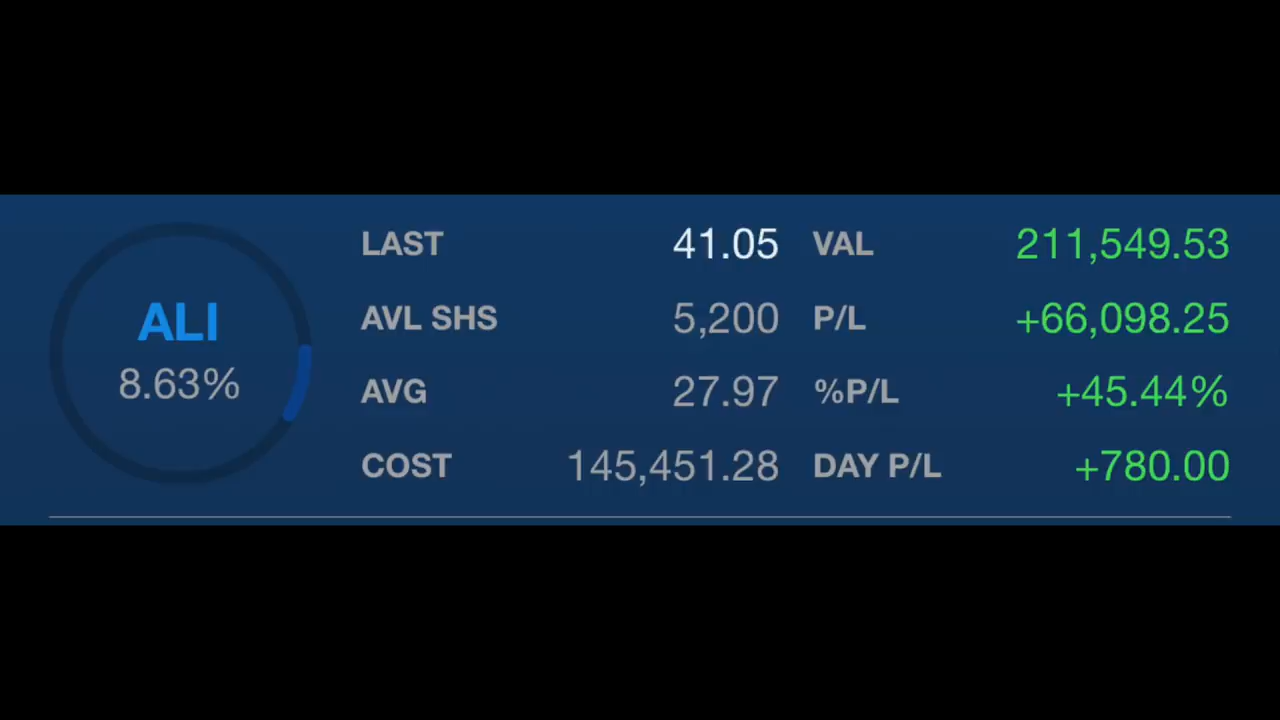 ALI
8.63%
LAST 41.05 VAL 211,549.53
AVL SHS 5,200 P/L +66,098.25
AVG 27.97 %P/L +45.44%
COST 145,451.28 DAY P/L +780.00